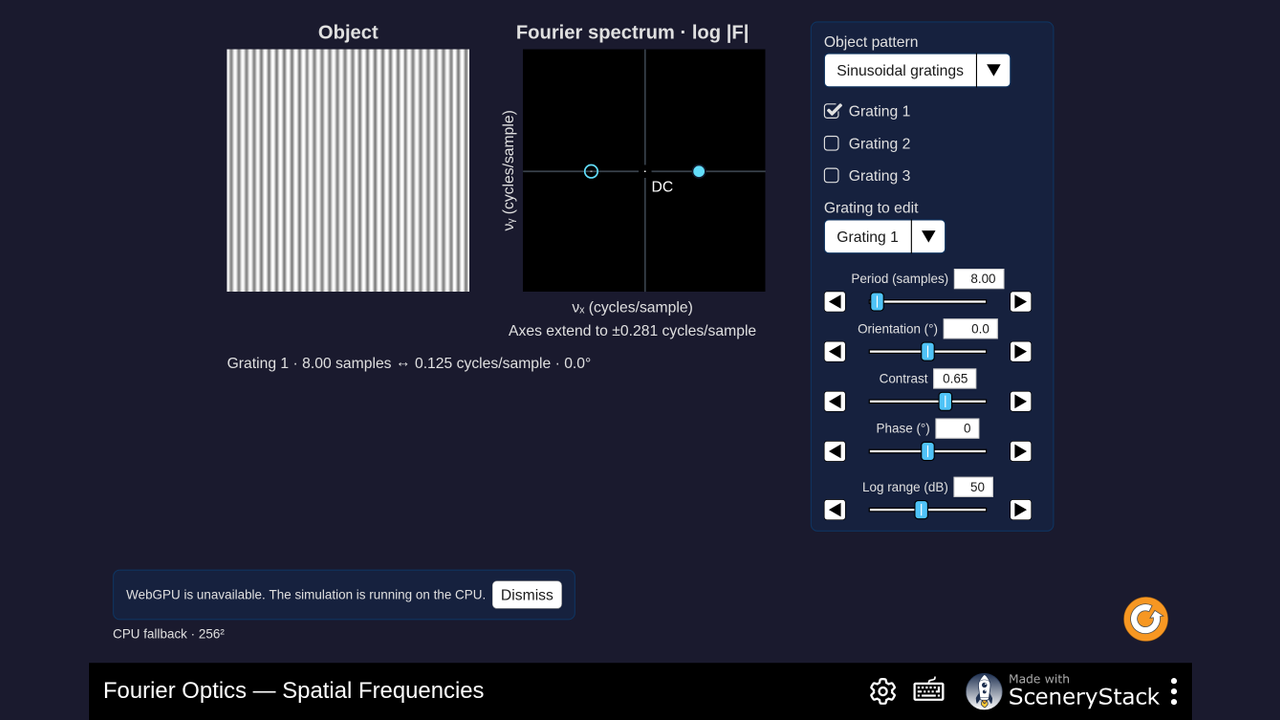 Object
Fourier spectrum · log |F|
νᵧ (cycles/sample)
DC
νₓ (cycles/sample)
Axes extend to ±0.281 cycles/sample
Grating 1 · 8.00 samples ↔ 0.125 cycles/sample · 0.0°
Object pattern
Sinusoidal gratings
Grating 1
Grating 2
Grating 3
Grating to edit
Grating 1
Period (samples) 8.00
Orientation (°) 0.0
Contrast 0.65
Phase (°) 0
Log range (dB) 50
WebGPU is unavailable. The simulation is running on the CPU. Dismiss
CPU fallback · 256²
Fourier Optics — Spatial Frequencies
Made with
SceneryStack